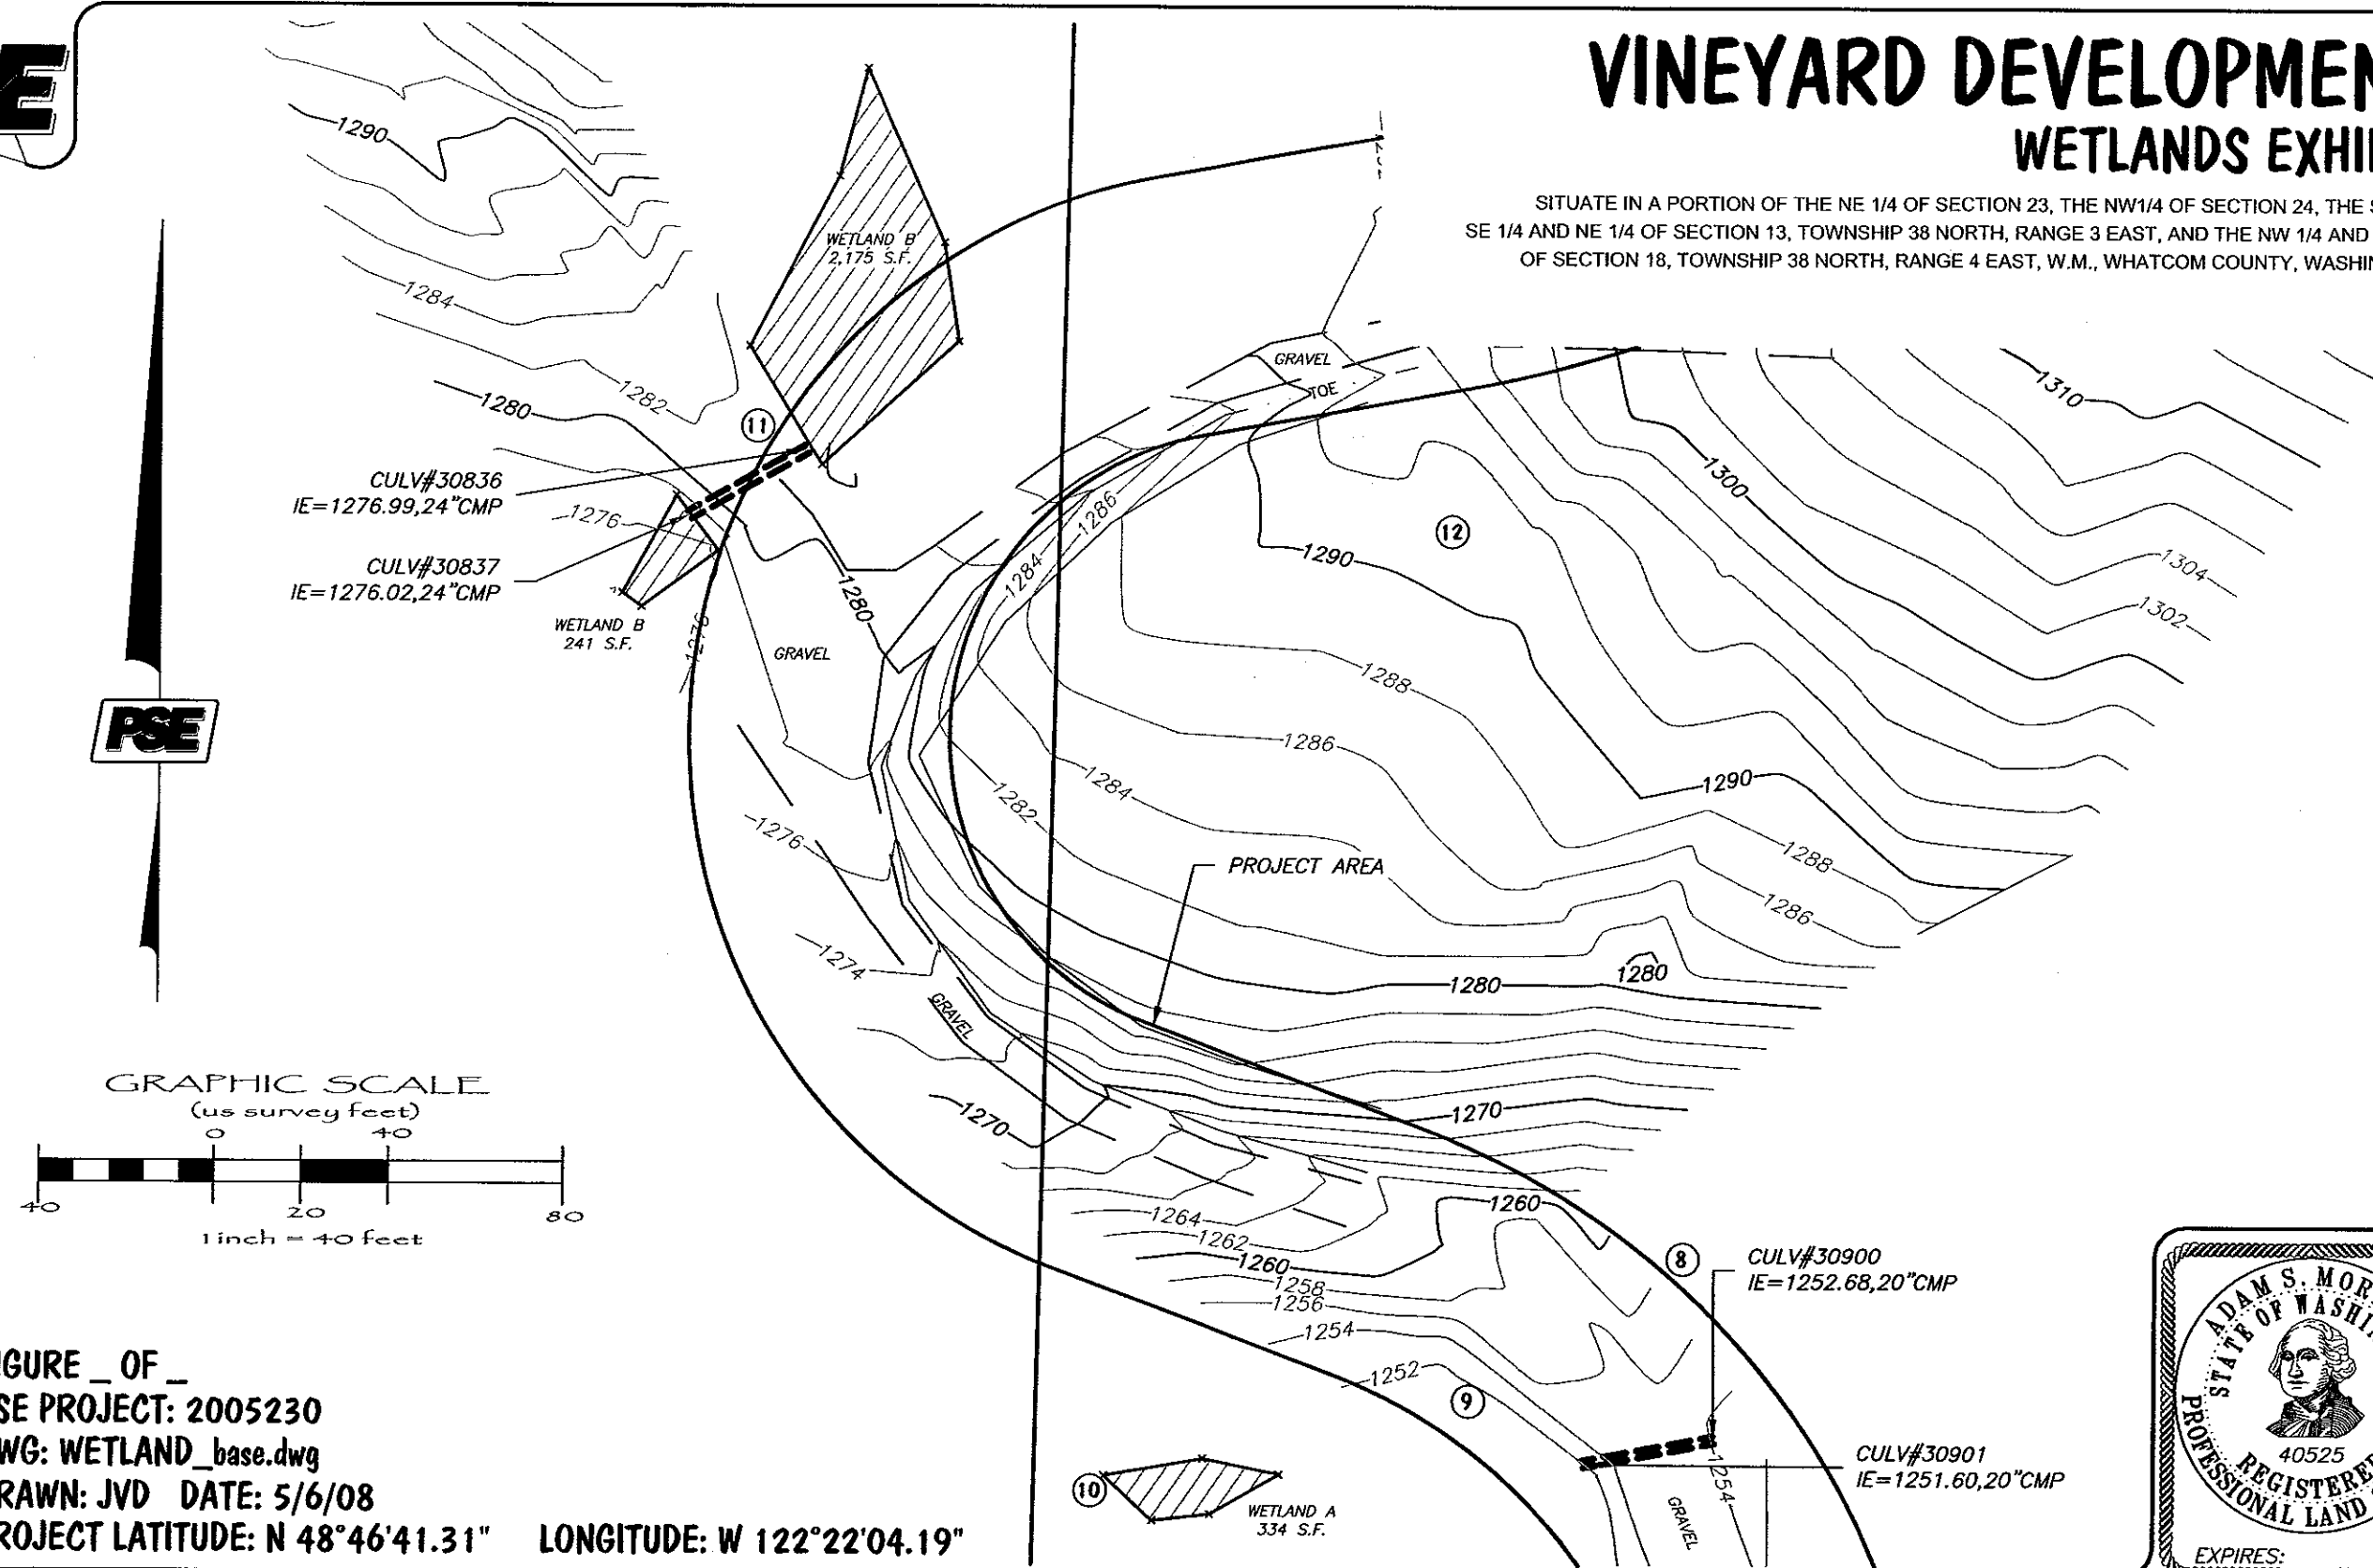 VINEYARD DEVELOPMEN
WETLANDS EXHI
SITUATE IN A PORTION OF THE NE 1/4 OF SECTION 23, THE NW1/4 OF SECTION 24, THE
SE 1/4 AND NE 1/4 OF SECTION 13, TOWNSHIP 38 NORTH, RANGE 3 EAST, AND THE NW 1/4 AND
OF SECTION 18, TOWNSHIP 38 NORTH, RANGE 4 EAST, W.M., WHATCOM COUNTY, WASHIN
E
1290
WETLAND B
2,175 S.F.
1284
1282
1280
11
GRAVEL
TOE
1310
1300
12
1304
1302
CULV#30836
IE=1276.99,24"CMP
1276
CULV#30837
IE=1276.02,24"CMP
WETLAND B
241 S.F.
1276
GRAVEL
1280
1284
1286
1290
1288
1286
1284
1282
1290
1288
1286
PSE
1276
PROJECT AREA
1274
GRAVEL
1280
1280
1270
1270
GRAPHIC SCALE
(us survey feet)
0 40
40 20 80
1 inch = 40 feet
1264
1262
1260
1258
1256
1254
1252
1260
8
CULV#30900
IE=1252.68,20"CMP
9
CULV#30901
IE=1251.60,20"CMP
1254
GRAVEL
10
WETLAND A
334 S.F.
IGURE _ OF _
SE PROJECT: 2005230
WG: WETLAND_base.dwg
RAWN: JVD DATE: 5/6/08
ROJECT LATITUDE: N 48°46'41.31" LONGITUDE: W 122°22'04.19"
ADAM S. MOR
STATE OF WASHI
40525
REGISTERE
PROFESSIONAL LAND
EXPIRES: